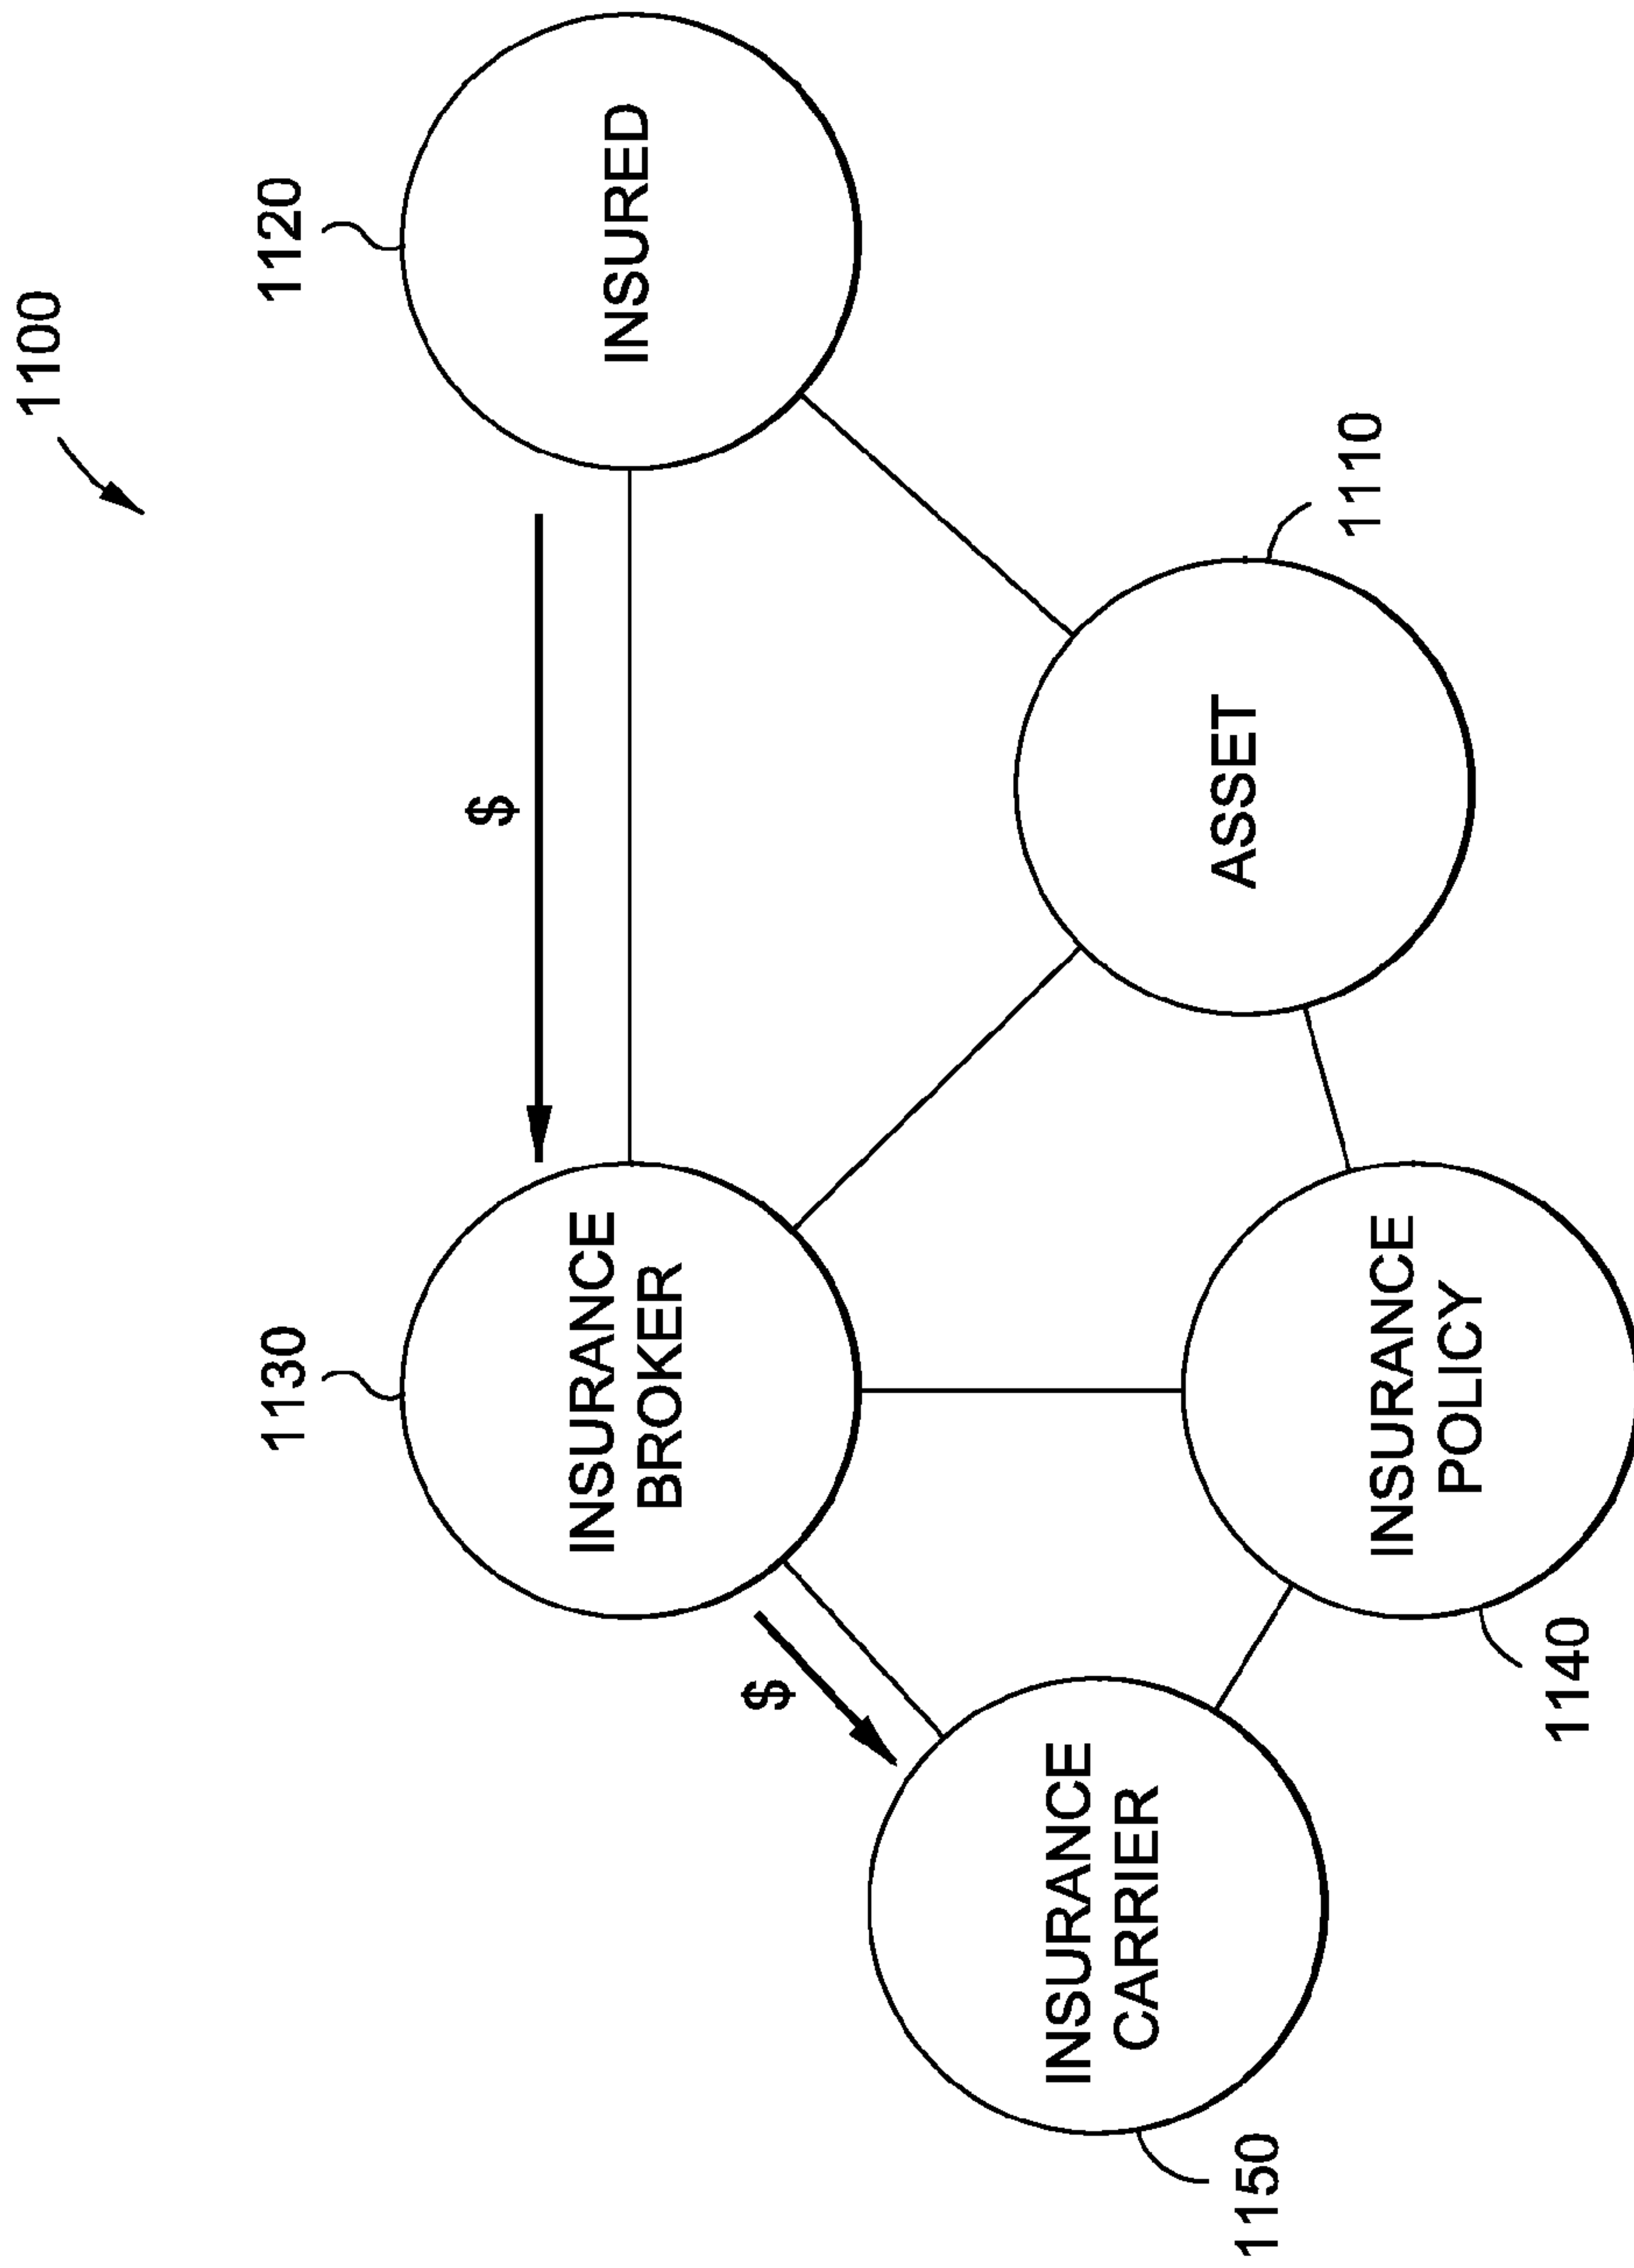 1100
1130
1120
$
INSURANCE
BROKER
INSURED
$
INSURANCE
CARRIER
ASSET
1150
1110
INSURANCE
POLICY
1140